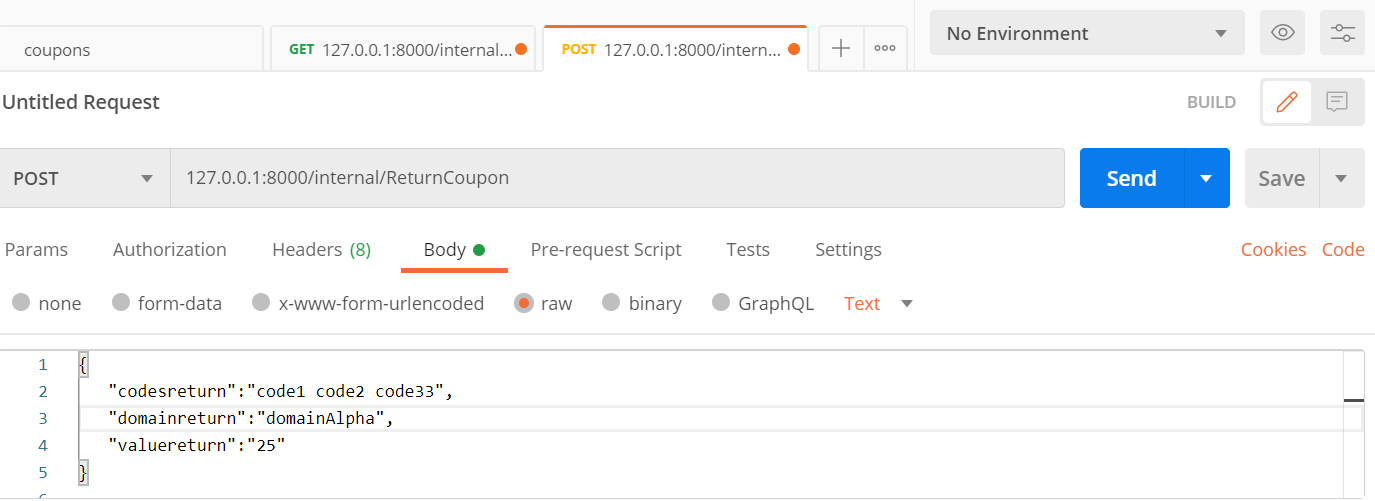 coupons GET 127.0.0.1:8000/internal... POST 127.0.0.1:8000/intern... No Environment
Untitled Request BUILD
POST 127.0.0.1:8000/internal/ReturnCoupon Send Save
Params Authorization Headers (8) Body Pre-request Script Tests Settings Cookies Code
none form-data x-www-form-urlencoded raw binary GraphQL Text
1 {
2 "codesreturn":"code1 code2 code33",
3 "domainreturn":"domainAlpha",
4 "valuereturn":"25"
5 }